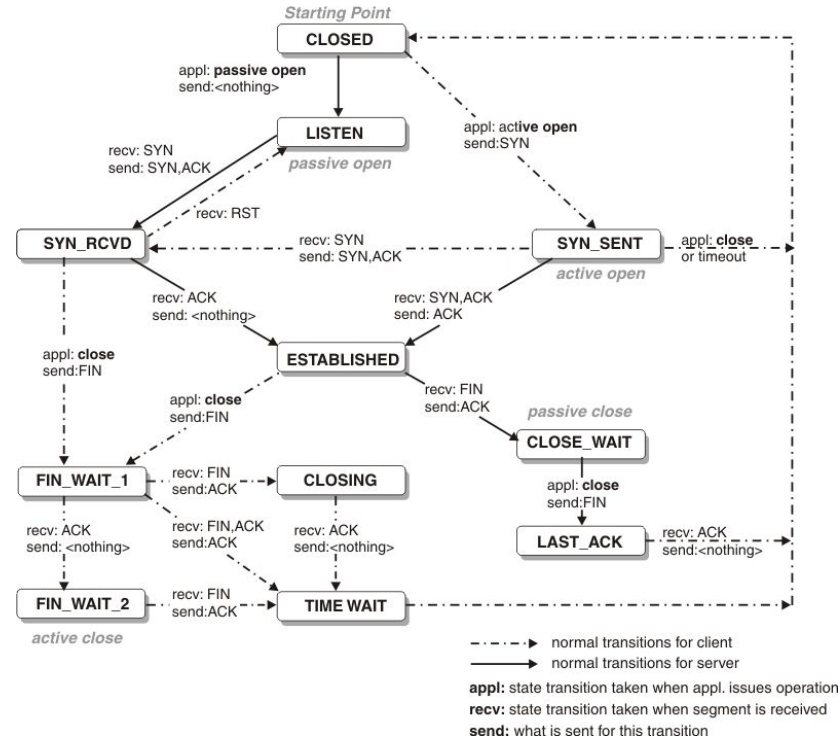 Starting Point
CLOSED
appl: passive open
send:<nothing>
appl: active open
send:SYN
LISTEN
passive open
recv: SYN
send: SYN,ACK
recv: RST
SYN_RCVD
recv: SYN
send: SYN,ACK
SYN_SENT
active open
appl: close
or timeout
recv: ACK
send: <nothing>
recv: SYN,ACK
send: ACK
appl: close
send:FIN
ESTABLISHED
appl: close
send:FIN
recv: FIN
send:ACK
passive close
CLOSE_WAIT
FIN_WAIT_1
recv: FIN
send:ACK
CLOSING
appl: close
send:FIN
recv: ACK
send: <nothing>
recv: FIN,ACK
send:ACK
recv: ACK
send:<nothing>
LAST_ACK
recv: ACK
send:<nothing>
FIN_WAIT_2
active close
recv: FIN
send:ACK
TIME WAIT
normal transitions for client
normal transitions for server
appl: state transition taken when appl. issues operation
recv: state transition taken when segment is received
send: what is sent for this transition